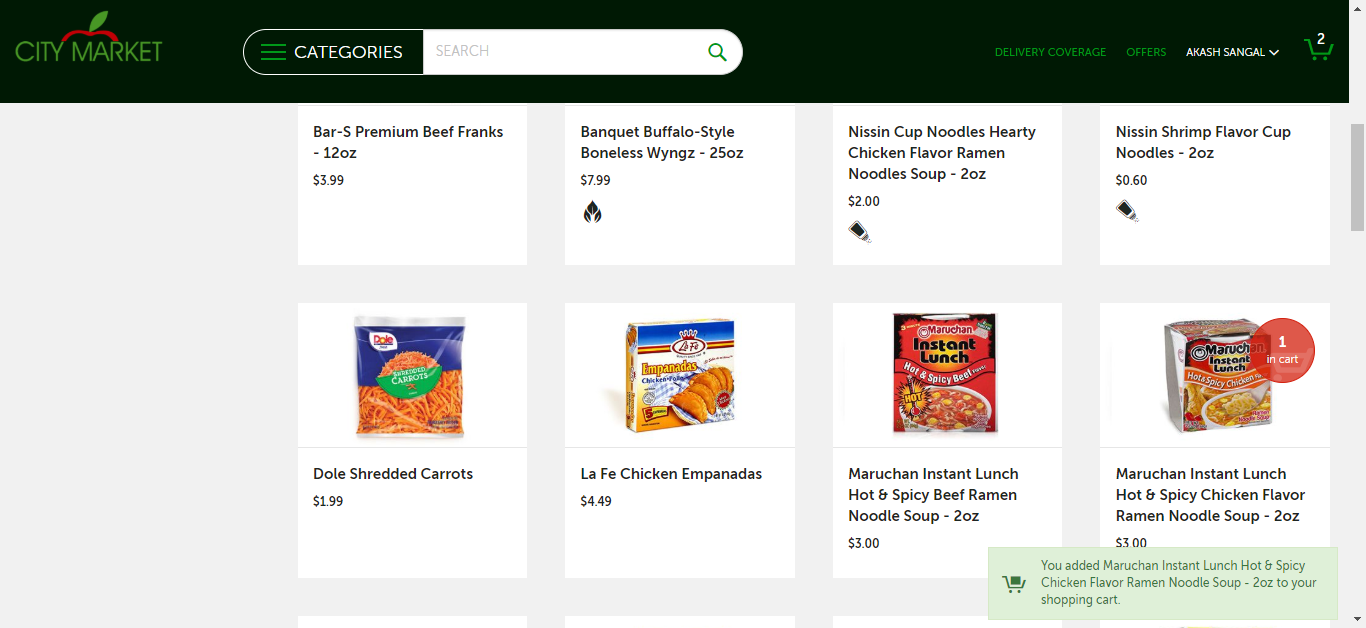 CITY MARKET
CATEGORIES
SEARCH
DELIVERY COVERAGE
OFFERS
AKASH SANGAL
2
Bar-S Premium Beef Franks
- 12oz
$3.99
Banquet Buffalo-Style
Boneless Wyngz - 25oz
$7.99
Nissin Cup Noodles Hearty
Chicken Flavor Ramen
Noodles Soup - 2oz
$2.00
Nissin Shrimp Flavor Cup
Noodles - 2oz
$0.60
Dole
SHREDDED
CARROTS
La Fe
Empanadas
5
Maruchan
Instant
Lunch
Hot & Spicy Beef
HOT
Maruchan
Instant
Lunch
Hot & Spicy Chicken
Ramen
Noodle Soup
1
in cart
Dole Shredded Carrots
$1.99
La Fe Chicken Empanadas
$4.49
Maruchan Instant Lunch
Hot & Spicy Beef Ramen
Noodle Soup - 2oz
$3.00
Maruchan Instant Lunch
Hot & Spicy Chicken Flavor
Ramen Noodle Soup - 2oz
$3.00
You added Maruchan Instant Lunch Hot & Spicy
Chicken Flavor Ramen Noodle Soup - 2oz to your
shopping cart.